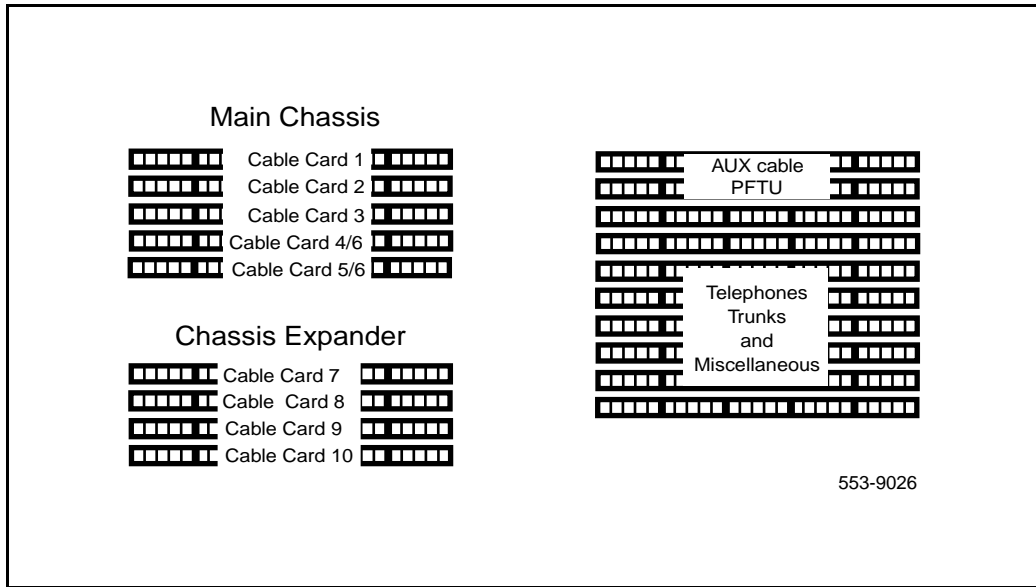 Main Chassis
Cable Card 1
Cable Card 2
Cable Card 3
Cable Card 4/6
Cable Card 5/6
Chassis Expander
Cable Card 7
Cable Card 8
Cable Card 9
Cable Card 10
AUX cable
PFTU
Telephones
Trunks
and
Miscellaneous
553-9026